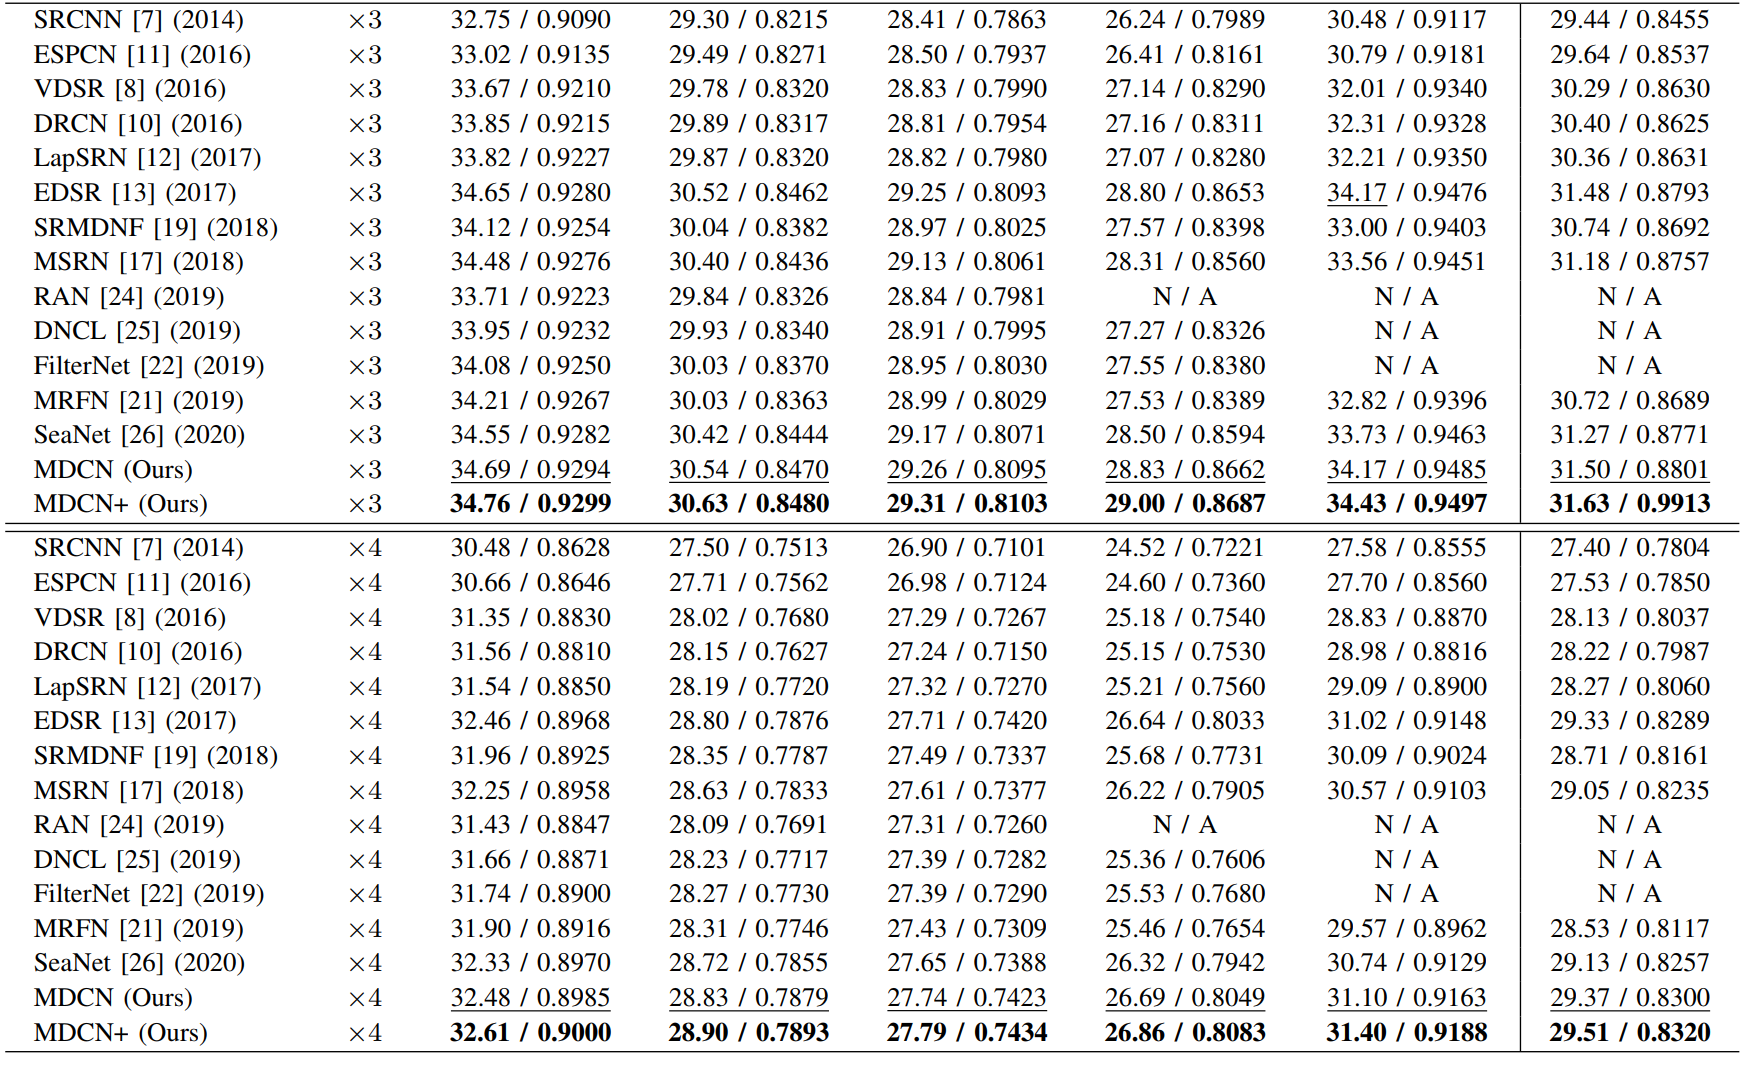 SRCNN [7] (2014) ×3 32.75 / 0.9090 29.30 / 0.8215 28.41 / 0.7863 26.24 / 0.7989 30.48 / 0.9117 29.44 / 0.8455
ESPCN [11] (2016) ×3 33.02 / 0.9135 29.49 / 0.8271 28.50 / 0.7937 26.41 / 0.8161 30.79 / 0.9181 29.64 / 0.8537
VDSR [8] (2016) ×3 33.67 / 0.9210 29.78 / 0.8320 28.83 / 0.7990 27.14 / 0.8290 32.01 / 0.9340 30.29 / 0.8630
DRCN [10] (2016) ×3 33.85 / 0.9215 29.89 / 0.8317 28.81 / 0.7954 27.16 / 0.8311 32.31 / 0.9328 30.40 / 0.8625
LapSRN [12] (2017) ×3 33.82 / 0.9227 29.87 / 0.8320 28.82 / 0.7980 27.07 / 0.8280 32.21 / 0.9350 30.36 / 0.8631
EDSR [13] (2017) ×3 34.65 / 0.9280 30.52 / 0.8462 29.25 / 0.8093 28.80 / 0.8653 34.17 / 0.9476 31.48 / 0.8793
SRMDNF [19] (2018) ×3 34.12 / 0.9254 30.04 / 0.8382 28.97 / 0.8025 27.57 / 0.8398 33.00 / 0.9403 30.74 / 0.8692
MSRN [17] (2018) ×3 34.48 / 0.9276 30.40 / 0.8436 29.13 / 0.8061 28.31 / 0.8560 33.56 / 0.9451 31.18 / 0.8757
RAN [24] (2019) ×3 33.71 / 0.9223 29.84 / 0.8326 28.84 / 0.7981 N / A N / A N / A
DNCL [25] (2019) ×3 33.95 / 0.9232 29.93 / 0.8340 28.91 / 0.7995 27.27 / 0.8326 N / A N / A
FilterNet [22] (2019) ×3 34.08 / 0.9250 30.03 / 0.8370 28.95 / 0.8030 27.55 / 0.8380 N / A N / A
MRFN [21] (2019) ×3 34.21 / 0.9267 30.03 / 0.8363 28.99 / 0.8029 27.53 / 0.8389 32.82 / 0.9396 30.72 / 0.8689
SeaNet [26] (2020) ×3 34.55 / 0.9282 30.42 / 0.8444 29.17 / 0.8071 28.50 / 0.8594 33.73 / 0.9463 31.27 / 0.8771
MDCN (Ours) ×3 34.69 / 0.9294 30.54 / 0.8470 29.26 / 0.8095 28.83 / 0.8662 34.17 / 0.9485 31.50 / 0.8801
MDCN+ (Ours) ×3 34.76 / 0.9299 30.63 / 0.8480 29.31 / 0.8103 29.00 / 0.8687 34.43 / 0.9497 31.63 / 0.9913
SRCNN [7] (2014) ×4 30.48 / 0.8628 27.50 / 0.7513 26.90 / 0.7101 24.52 / 0.7221 27.58 / 0.8555 27.40 / 0.7804
ESPCN [11] (2016) ×4 30.66 / 0.8646 27.71 / 0.7562 26.98 / 0.7124 24.60 / 0.7360 27.70 / 0.8560 27.53 / 0.7850
VDSR [8] (2016) ×4 31.35 / 0.8830 28.02 / 0.7680 27.29 / 0.7267 25.18 / 0.7540 28.83 / 0.8870 28.13 / 0.8037
DRCN [10] (2016) ×4 31.56 / 0.8810 28.15 / 0.7627 27.24 / 0.7150 25.15 / 0.7530 28.98 / 0.8816 28.22 / 0.7987
LapSRN [12] (2017) ×4 31.54 / 0.8850 28.19 / 0.7720 27.32 / 0.7270 25.21 / 0.7560 29.09 / 0.8900 28.27 / 0.8060
EDSR [13] (2017) ×4 32.46 / 0.8968 28.80 / 0.7876 27.71 / 0.7420 26.64 / 0.8033 31.02 / 0.9148 29.33 / 0.8289
SRMDNF [19] (2018) ×4 31.96 / 0.8925 28.35 / 0.7787 27.49 / 0.7337 25.68 / 0.7731 30.09 / 0.9024 28.71 / 0.8161
MSRN [17] (2018) ×4 32.25 / 0.8958 28.63 / 0.7833 27.61 / 0.7377 26.22 / 0.7905 30.57 / 0.9103 29.05 / 0.8235
RAN [24] (2019) ×4 31.43 / 0.8847 28.09 / 0.7691 27.31 / 0.7260 N / A N / A N / A
DNCL [25] (2019) ×4 31.66 / 0.8871 28.23 / 0.7717 27.39 / 0.7282 25.36 / 0.7606 N / A N / A
FilterNet [22] (2019) ×4 31.74 / 0.8900 28.27 / 0.7730 27.39 / 0.7290 25.53 / 0.7680 N / A N / A
MRFN [21] (2019) ×4 31.90 / 0.8916 28.31 / 0.7746 27.43 / 0.7309 25.46 / 0.7654 29.57 / 0.8962 28.53 / 0.8117
SeaNet [26] (2020) ×4 32.33 / 0.8970 28.72 / 0.7855 27.65 / 0.7388 26.32 / 0.7942 30.74 / 0.9129 29.13 / 0.8257
MDCN (Ours) ×4 32.48 / 0.8985 28.83 / 0.7879 27.74 / 0.7423 26.69 / 0.8049 31.10 / 0.9163 29.37 / 0.8300
MDCN+ (Ours) ×4 32.61 / 0.9000 28.90 / 0.7893 27.79 / 0.7434 26.86 / 0.8083 31.40 / 0.9188 29.51 / 0.8320